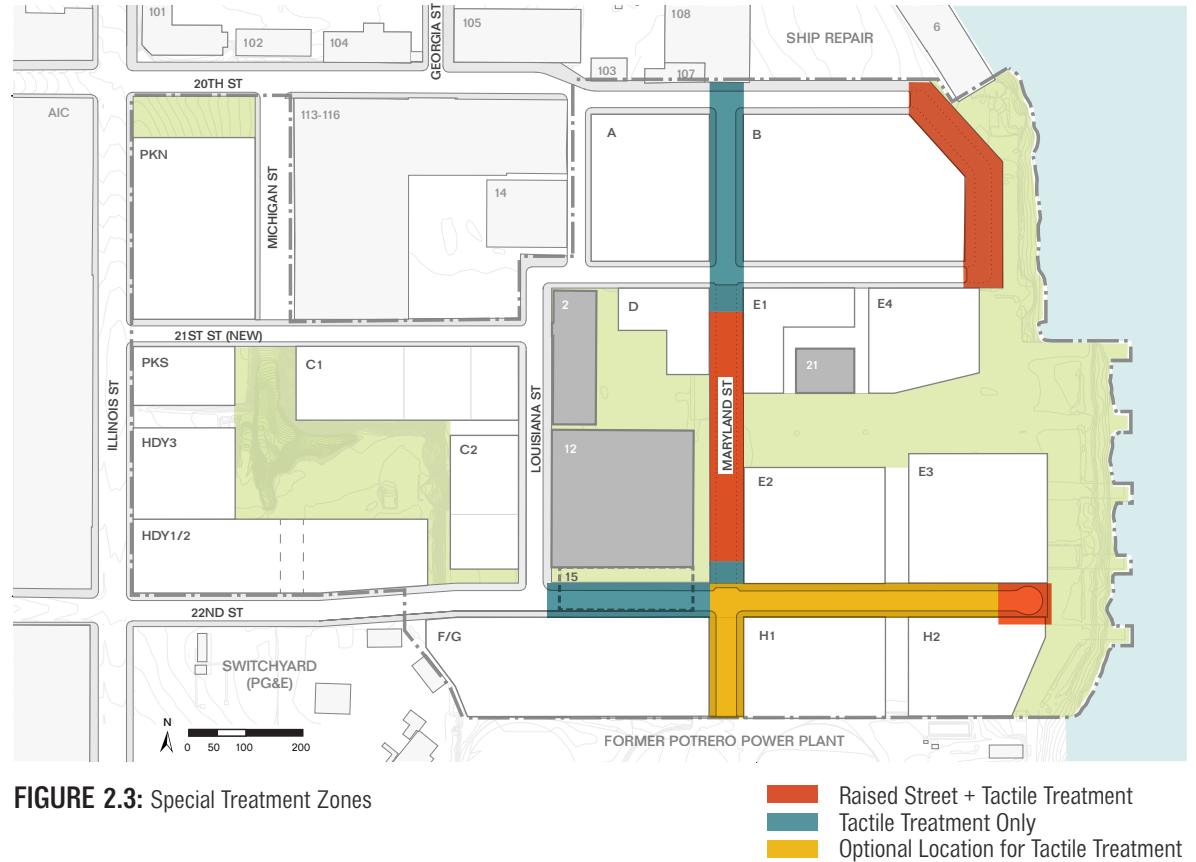 101
102
104
GEORGIA ST
105
108
SHIP REPAIR
6
103
107
20TH ST
AIC
113-116
A
B
PKN
MICHIGAN ST
14
2
D
E1
E4
21ST ST (NEW)
PKS
C1
21
ILLINOIS ST
LOUISIANA ST
MARYLAND ST
HDY3
C2
12
E2
E3
HDY1/2
15
22ND ST
F/G
H1
H2
SWITCHYARD
(PG&E)
N
0 50 100 200
FORMER POTRERO POWER PLANT
FIGURE 2.3: Special Treatment Zones
Raised Street + Tactile Treatment
Tactile Treatment Only
Optional Location for Tactile Treatment